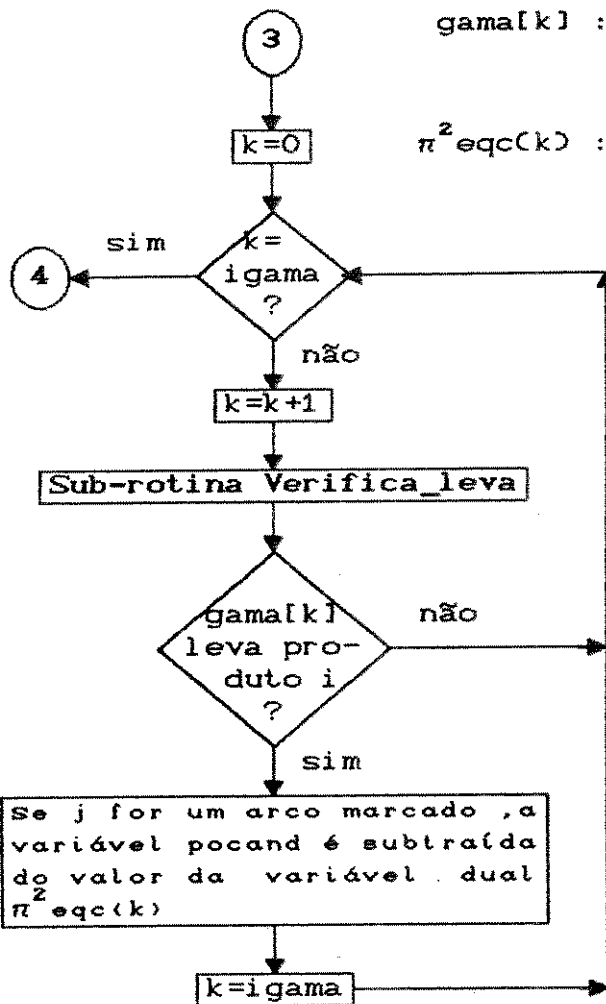 3
gama[k] :
k=0
π²eqc(k) :
sim
k=
igama
?
4
não
k=k+1
Sub-rotina Verifica_leva
gama[k]
leva pro-
duto i
?
não
sim
Se j for um arco marcado ,a
variável pocand é subtraída
do valor da variável dual
π²eqc(k)
k=igama